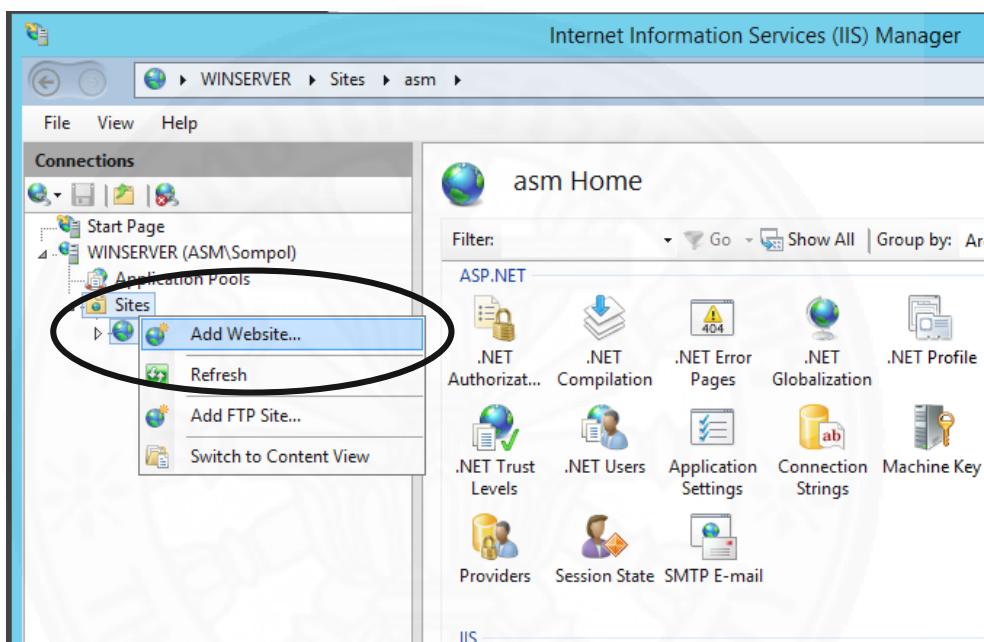 Internet Information Services (IIS) Manager
WINSERVER Sites asm
File View Help
Connections
Start Page
WINSERVER (ASM\Sompol)
Application Pools
Sites
Add Website...
Refresh
Add FTP Site...
Switch to Content View
asm Home
Filter: Go Show All Group by: Ar
ASP.NET
.NET Authorizat...
.NET Compilation
404
.NET Error Pages
.NET Globalization
.NET Profile
.NET Trust Levels
.NET Users
Application Settings
ab
Connection Strings
Machine Key
Providers
Session State
SMTP E-mail
IIS